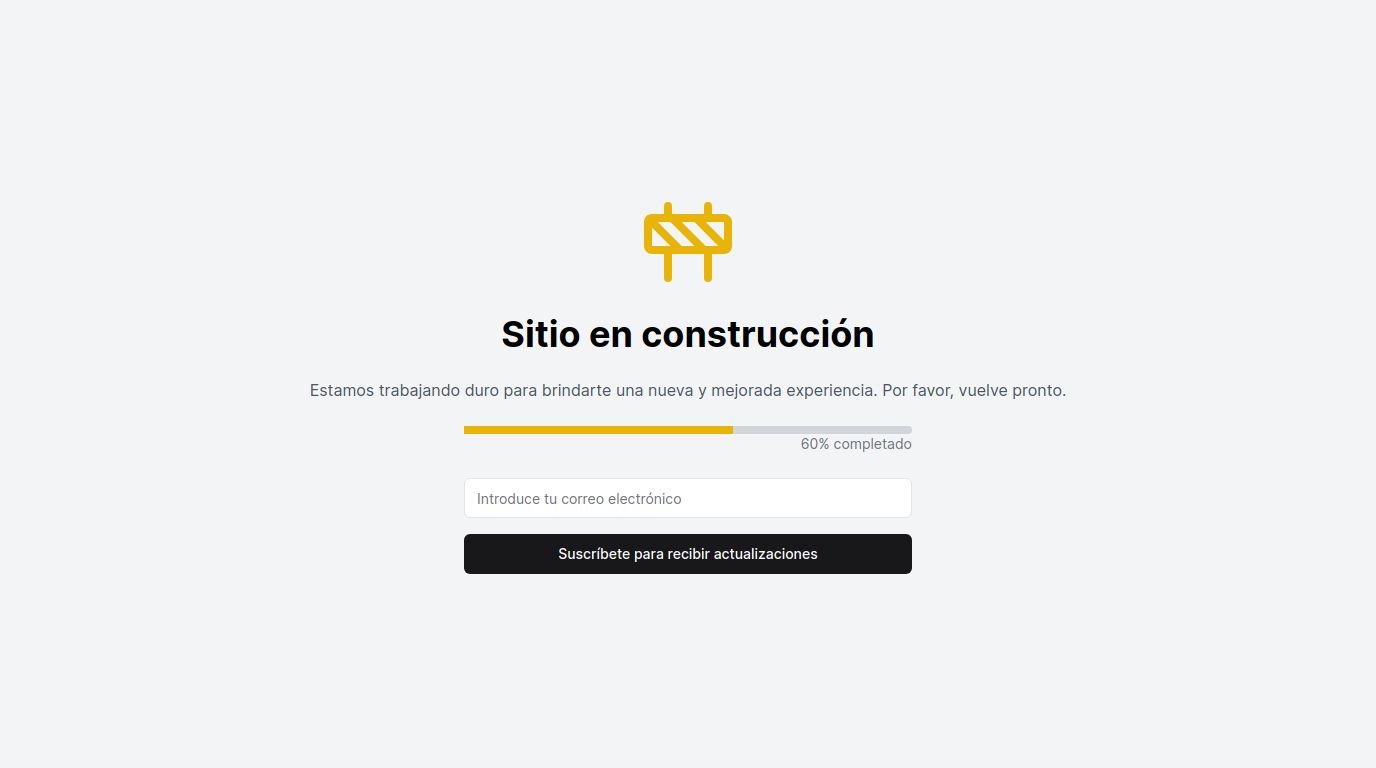 Sitio en construcción
Estamos trabajando duro para brindarte una nueva y mejorada experiencia. Por favor, vuelve pronto.
60% completado
Introduce tu correo electrónico
Suscríbete para recibir actualizaciones